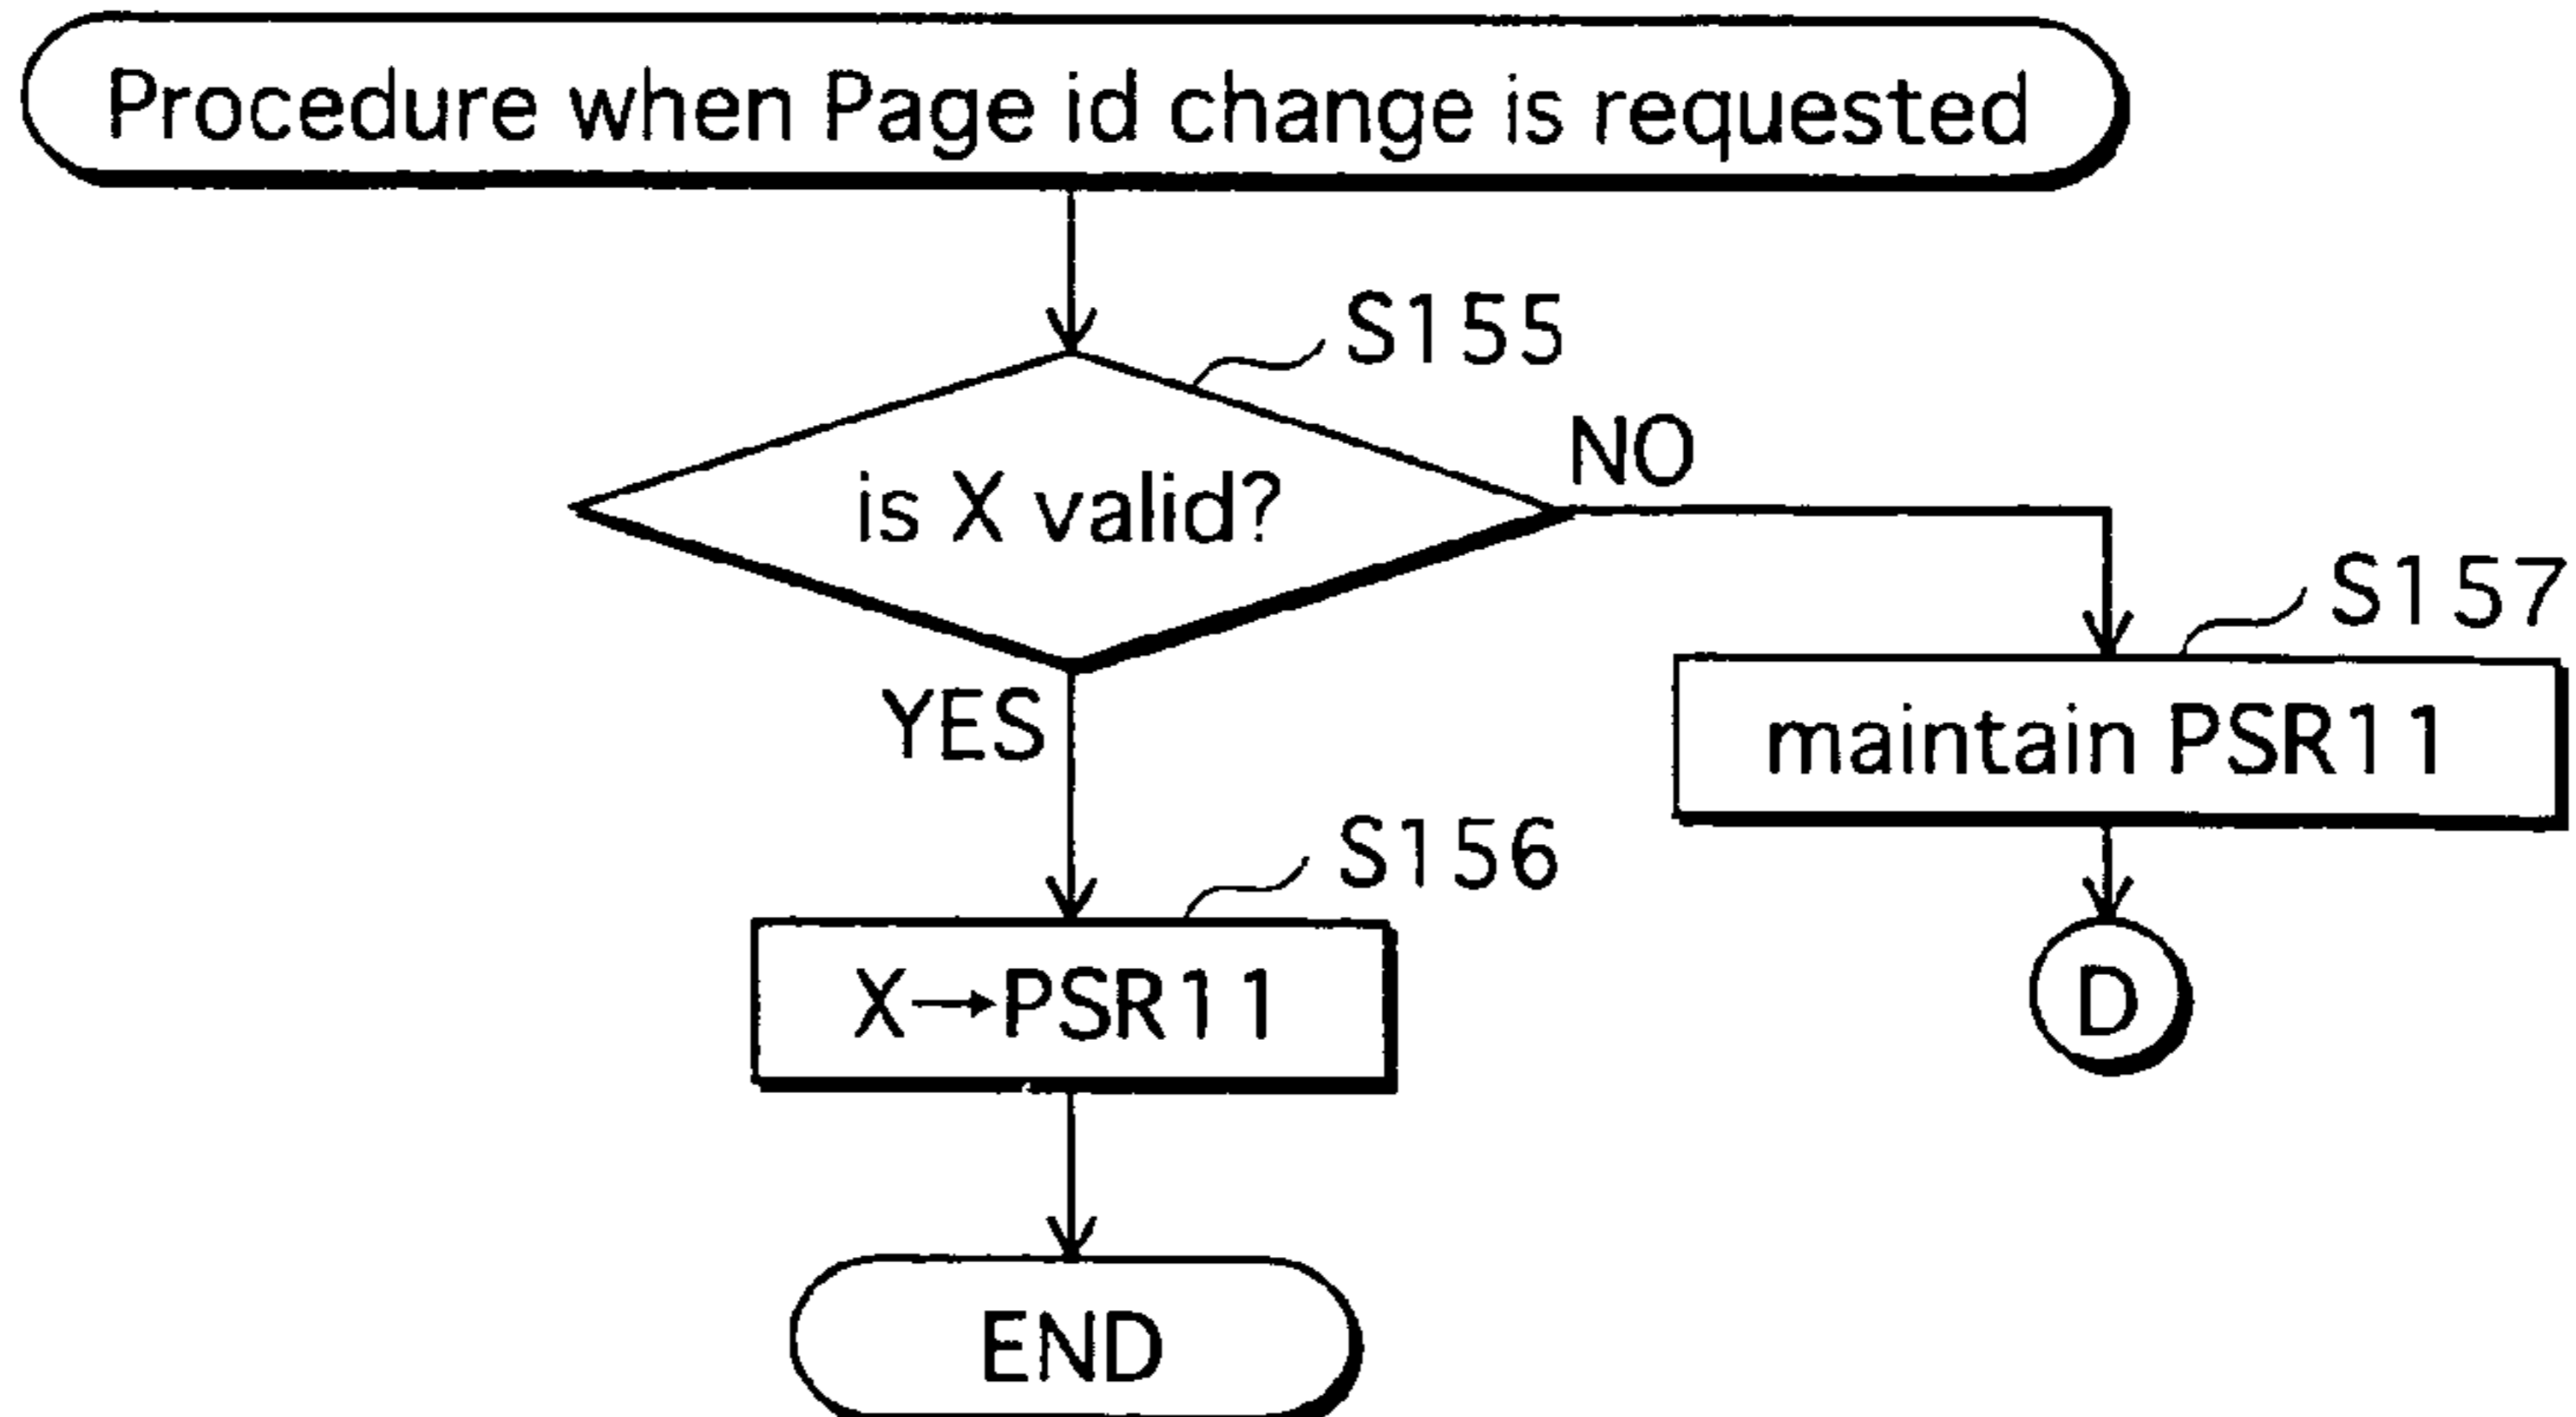 Procedure when Page id change is requested
S155
is X valid?
NO
S157
maintain PSR11
YES
S156
X→PSR11
D
END